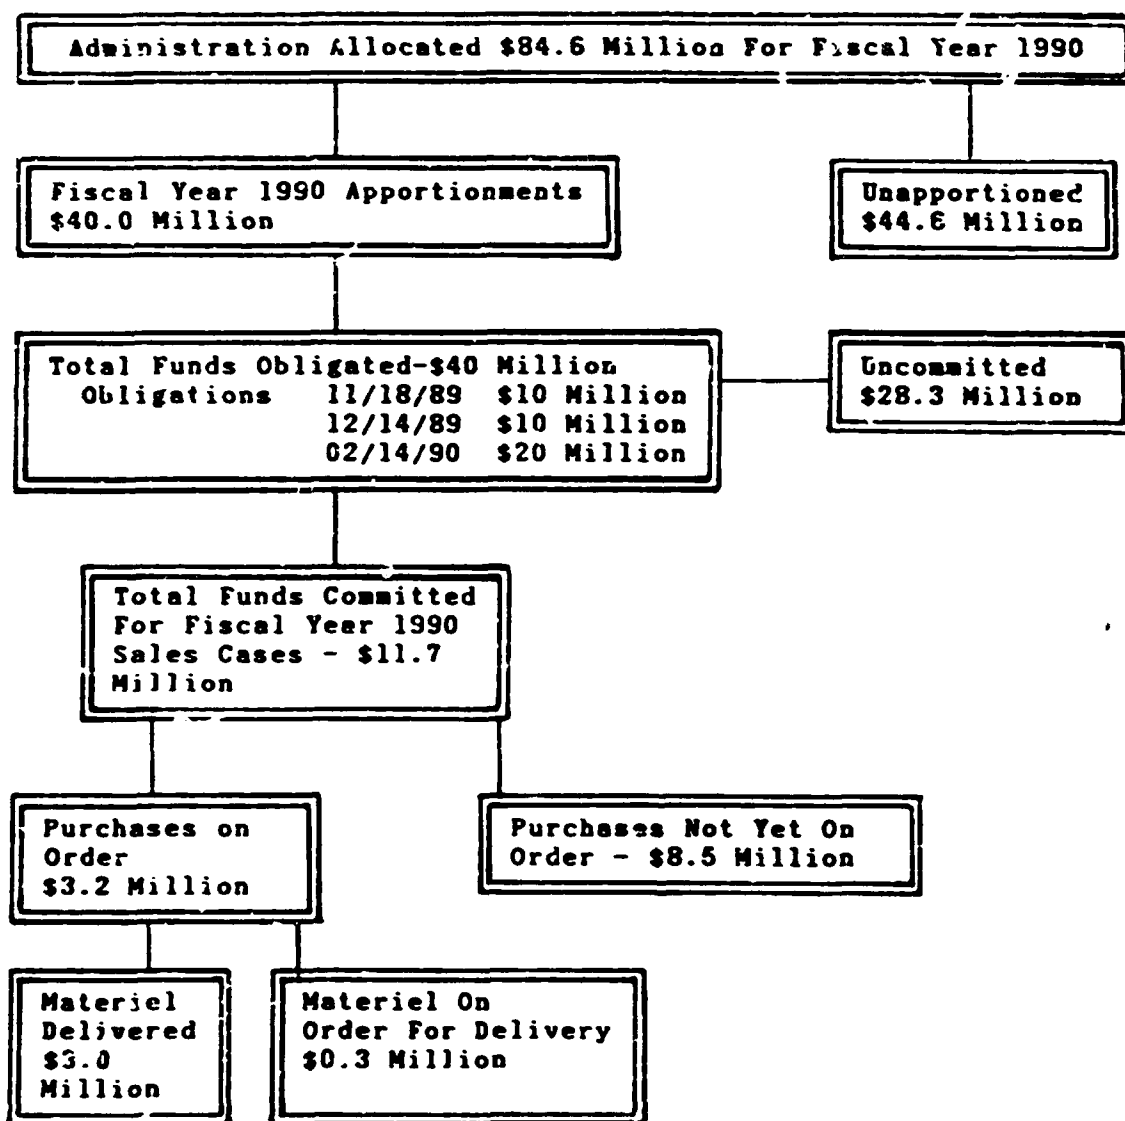 Administration Allocated $84.6 Million For Fiscal Year 1990
Fiscal Year 1990 Apportionments
$40.0 Million
Unapportioned
$44.6 Million
Total Funds Obligated-$40 Million
Obligations 11/18/89 $10 Million
12/14/89 $10 Million
02/14/90 $20 Million
Uncommitted
$28.3 Million
Total Funds Committed
For Fiscal Year 1990
Sales Cases - $11.7
Million
Purchases on
Order
$3.2 Million
Purchases Not Yet On
Order - $8.5 Million
Materiel
Delivered
$3.0
Million
Materiel On
Order For Delivery
$0.3 Million